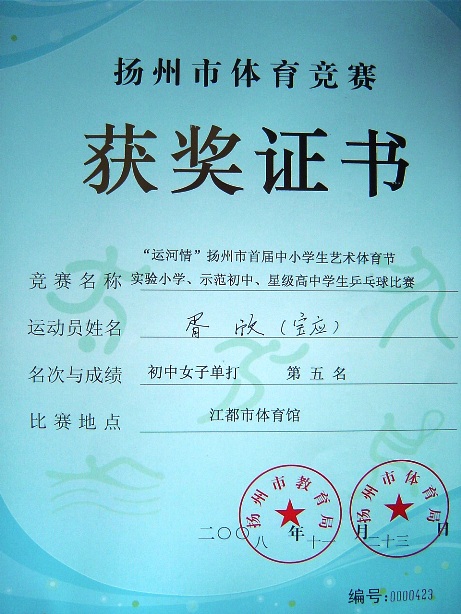 扬州市体育竞赛
获奖证书
“运河情”扬州市首届中小学生艺术体育节
竞赛名称 实验小学、示范初中、星级高中学生乒乓球比赛
运动员姓名 胥欣(宝应)
名次与成绩 初中女子单打 第五名
比赛地点 江都市体育馆
扬州市教育局
扬州市体育局
二〇〇八年十一月二十三日
编号:0000423